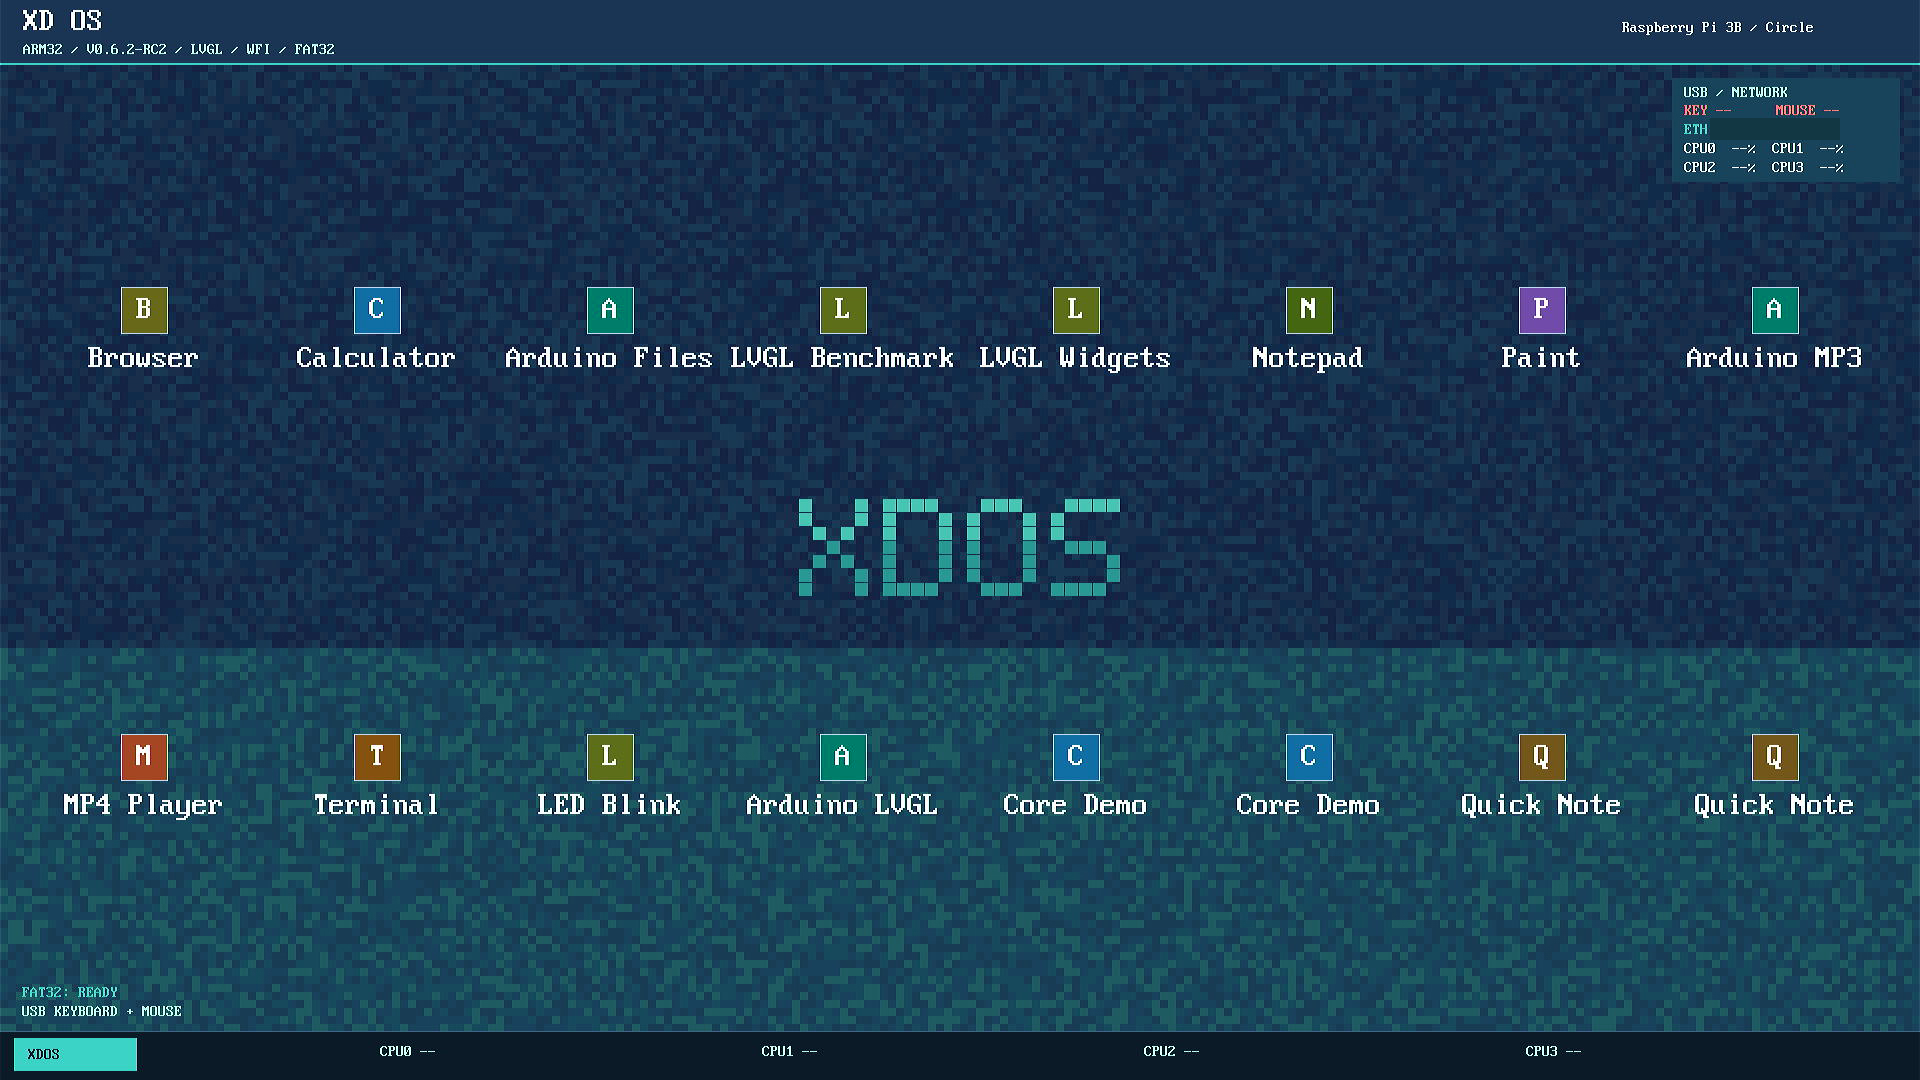 XD OS
ARM32 / V0.6.2-RC2 / LVGL / WFI / FAT32
Raspberry Pi 3B / Circle
USB / NETWORK
KEY -- MOUSE --
ETH
CPU0 --% CPU1 --%
CPU2 --% CPU3 --%
B C A L L N P A
Browser Calculator Arduino Files LVGL Benchmark LVGL Widgets Notepad Paint Arduino MP3
XDOS
M T L A C C Q Q
MP4 Player Terminal LED Blink Arduino LVGL Core Demo Core Demo Quick Note Quick Note
FAT32: READY
USB KEYBOARD + MOUSE
XDOS CPU0 -- CPU1 -- CPU2 -- CPU3 --